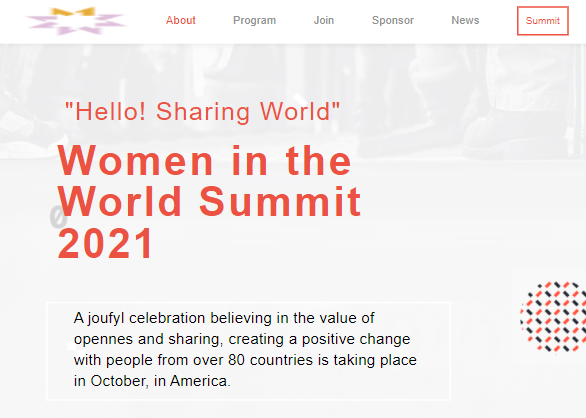 About Program Join Sponsor News Summit
"Hello! Sharing World"
Women in the
World Summit
2021
A joufyl celebration believing in the value of
opennes and sharing, creating a positive change
with people from over 80 countries is taking place
in October, in America.